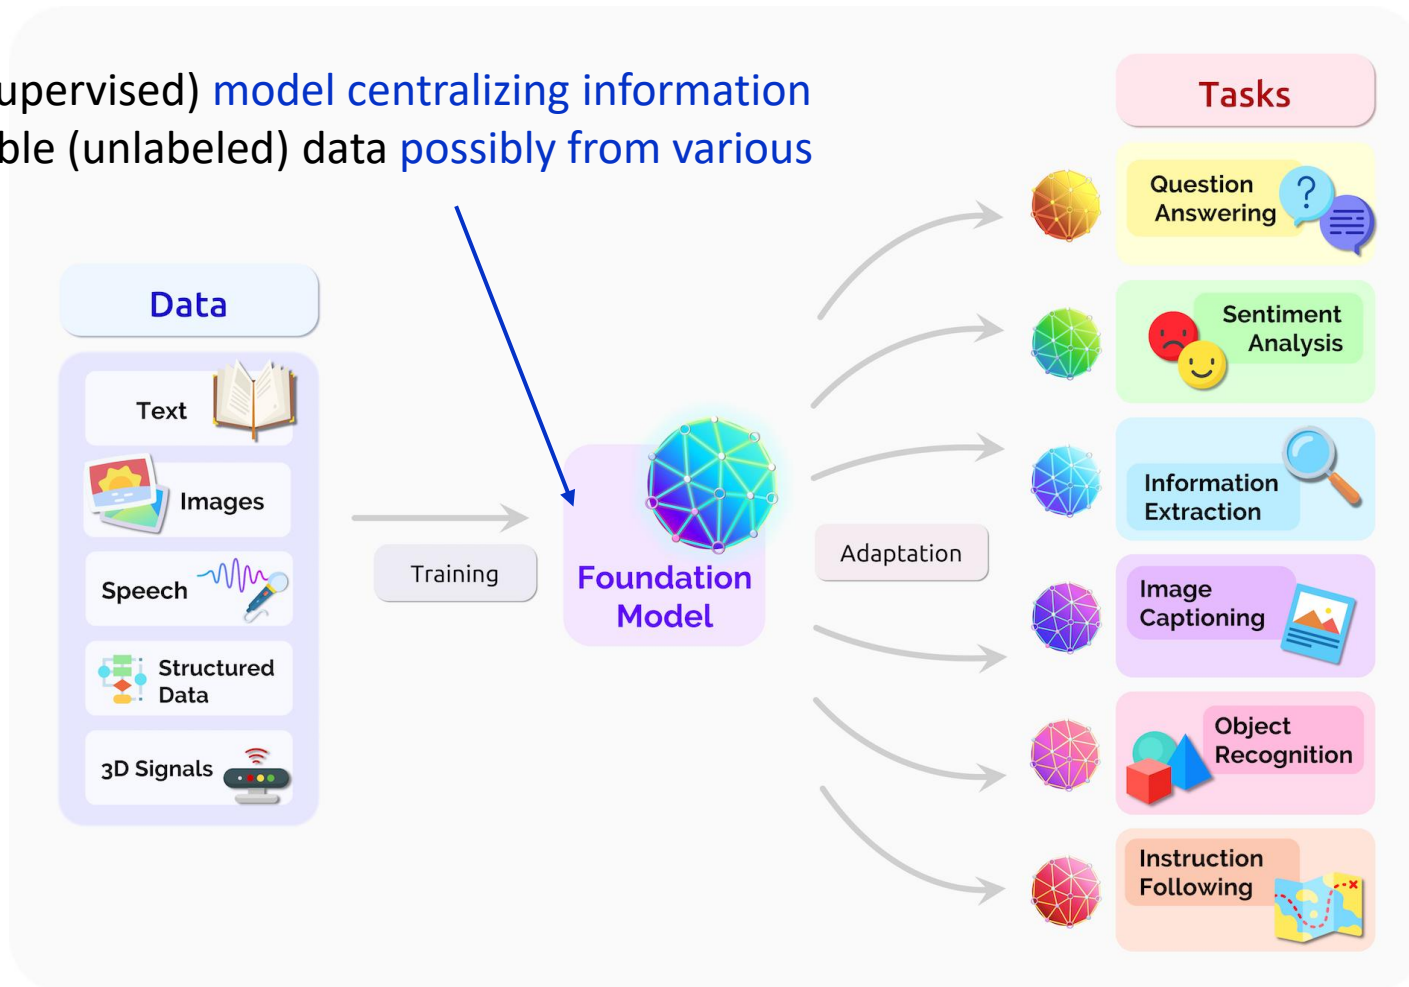 upervised) model centralizing information
ble (unlabeled) data possibly from various
Data
Text
Images
Speech
Structured
Data
3D Signals
Training
Foundation
Model
Adaptation
Tasks
Question
Answering
Sentiment
Analysis
Information
Extraction
Image
Captioning
Object
Recognition
Instruction
Following